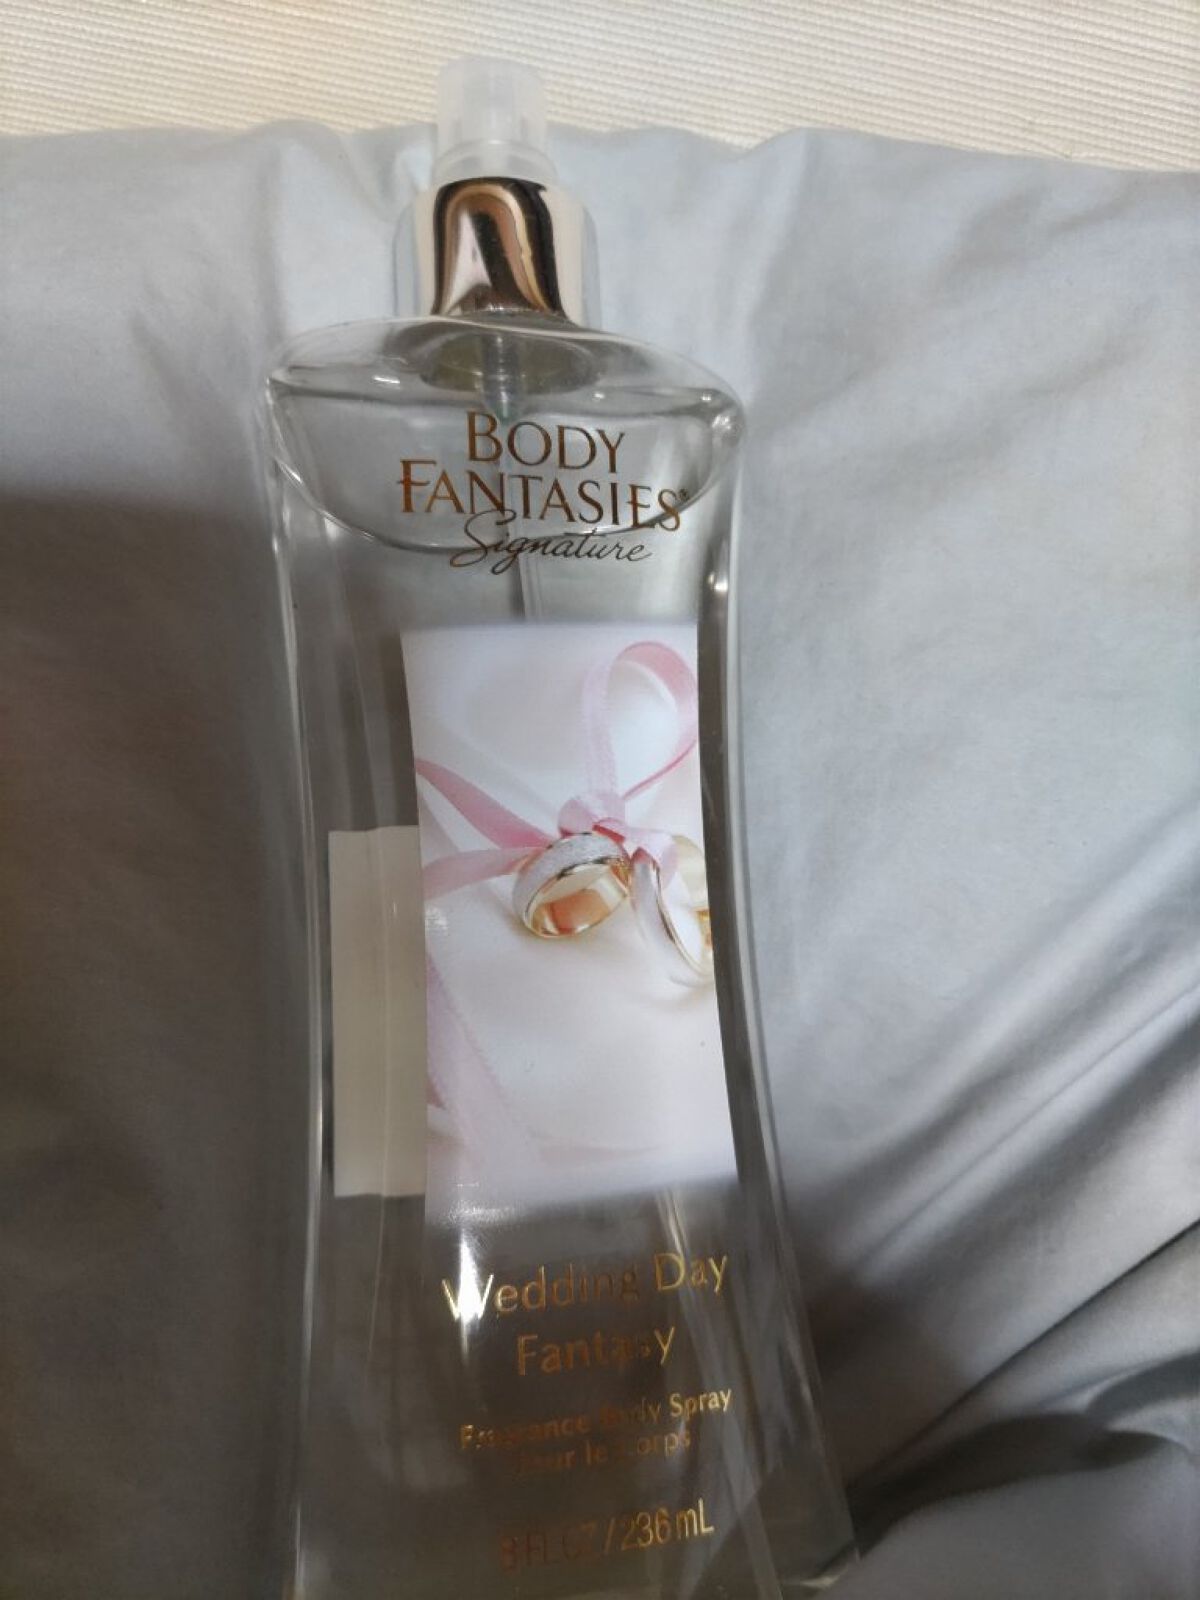 BODY
FANTASIES®
Signature
Wedding Day
Fantasy
Fragrance Body Spray
pour le Corps
8 FL OZ / 236 mL